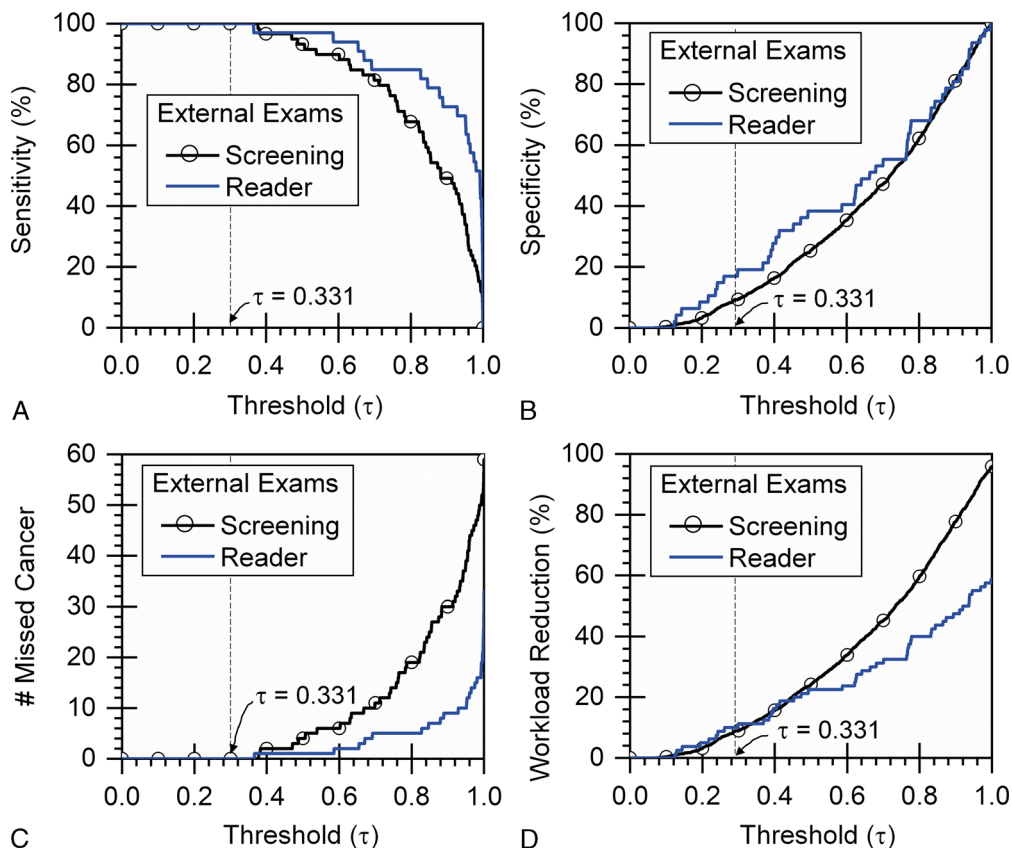 100
80
60
40
20
0
Sensitivity (%)
External Exams
Screening
Reader
τ = 0.331
0.0 0.2 0.4 0.6 0.8 1.0
Threshold (τ)
A
100
80
60
40
20
0
Specificity (%)
External Exams
Screening
Reader
τ = 0.331
0.0 0.2 0.4 0.6 0.8 1.0
Threshold (τ)
B
60
50
40
30
20
10
0
# Missed Cancer
External Exams
Screening
Reader
τ = 0.331
0.0 0.2 0.4 0.6 0.8 1.0
Threshold (τ)
C
100
80
60
40
20
0
Workload Reduction (%)
External Exams
Screening
Reader
τ = 0.331
0.0 0.2 0.4 0.6 0.8 1.0
Threshold (τ)
D